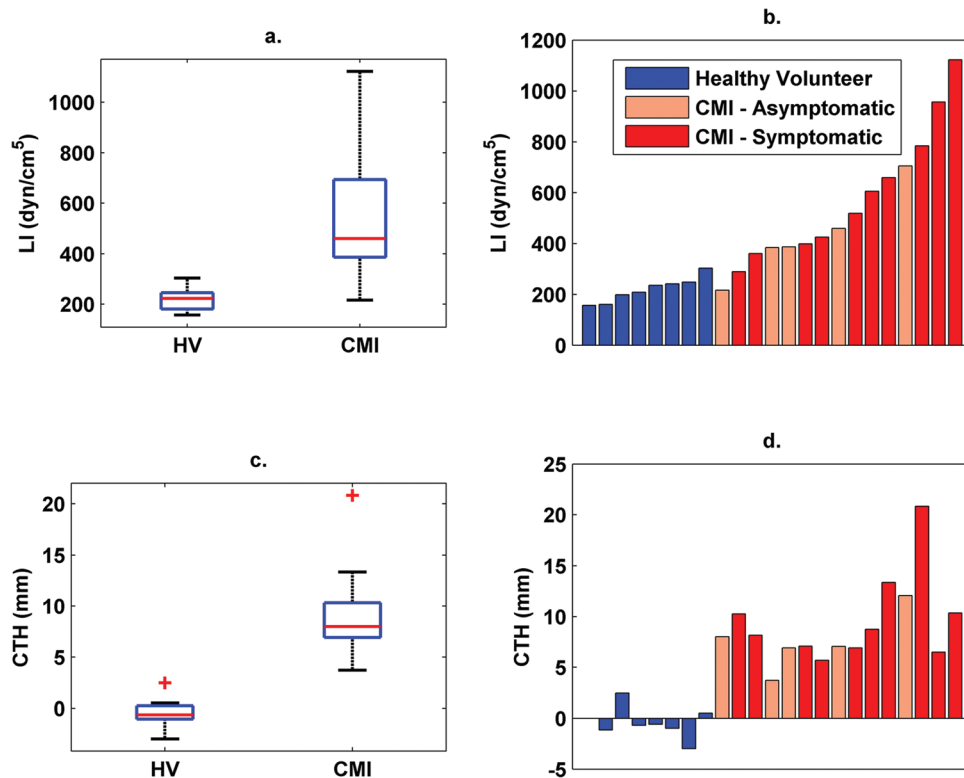 a.
LI (dyn/cm⁵)
1000
800
600
400
200
HV CMI
b.
LI (dyn/cm⁵)
1200
1000
800
600
400
200
0
Healthy Volunteer
CMI - Asymptomatic
CMI - Symptomatic
c.
CTH (mm)
20
15
10
5
0
HV CMI
d.
CTH (mm)
25
20
15
10
5
0
-5